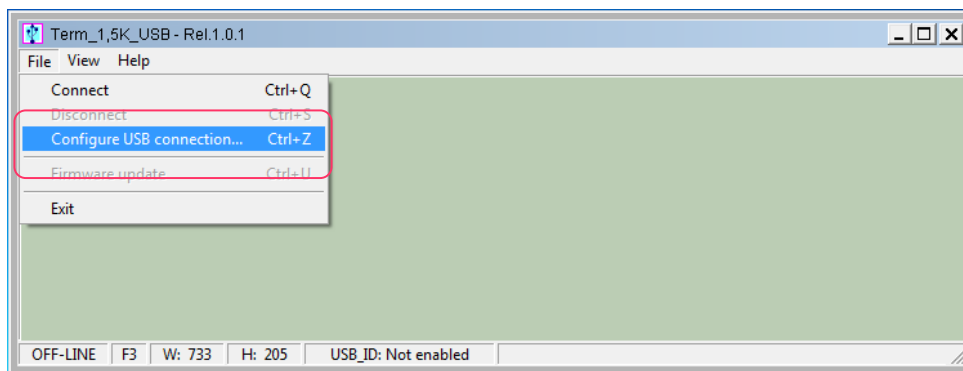 Term_1,5K_USB - Rel.1.0.1
File View Help
Connect Ctrl+Q
Disconnect Ctrl+S
Configure USB connection... Ctrl+Z
Firmware update Ctrl+U
Exit
OFF-LINE F3 W: 733 H: 205 USB_ID: Not enabled